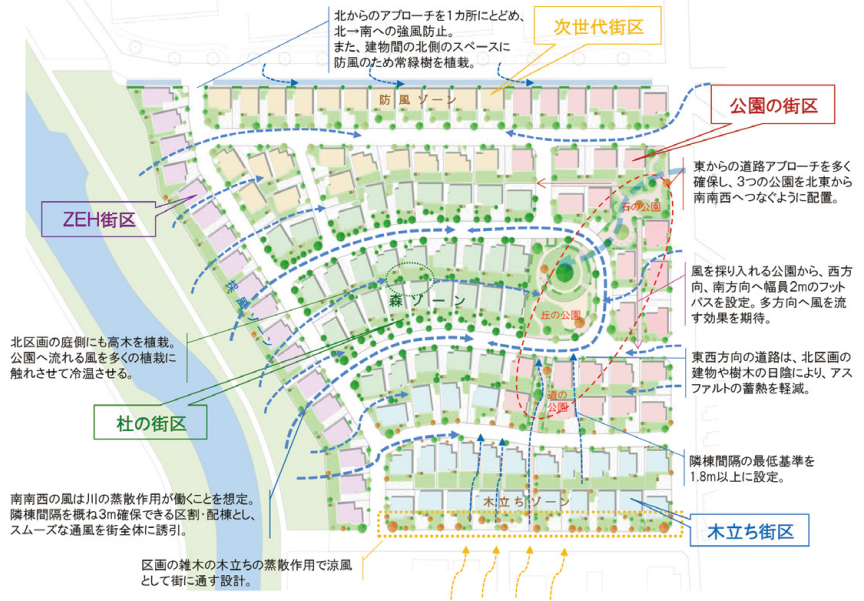 北からのアプローチを1カ所にとどめ、
北→南への強風防止。
また、建物間の北側のスペースに
防風のため常緑樹を植栽。
次世代街区
防風ゾーン
公園の街区
東からの道路アプローチを多く
確保し、3つの公園を北東から
南南西へつなぐように配置。
石の公園
ZEH街区
採風ゾーン
森ゾーン
丘の公園
風を採り入れる公園から、西方
向、南方向へ幅員2mのフット
パスを設定。多方向へ風を流
す効果を期待。
北区画の庭側にも高木を植栽。
公園へ流れる風を多くの植栽に
触れさせて冷温させる。
東西方向の道路は、北区画の
建物や樹木の日陰により、アス
ファルトの蓄熱を軽減。
杜の街区
道の
公園
隣棟間隔の最低基準を
1.8m以上に設定。
南南西の風は川の蒸散作用が働くことを想定。
隣棟間隔を概ね3m確保できる区割・配棟とし、
スムーズな通風を街全体に誘引。
木立ちゾーン
木立ち街区
区画の雑木の木立ちの蒸散作用で涼風
として街に通す設計。